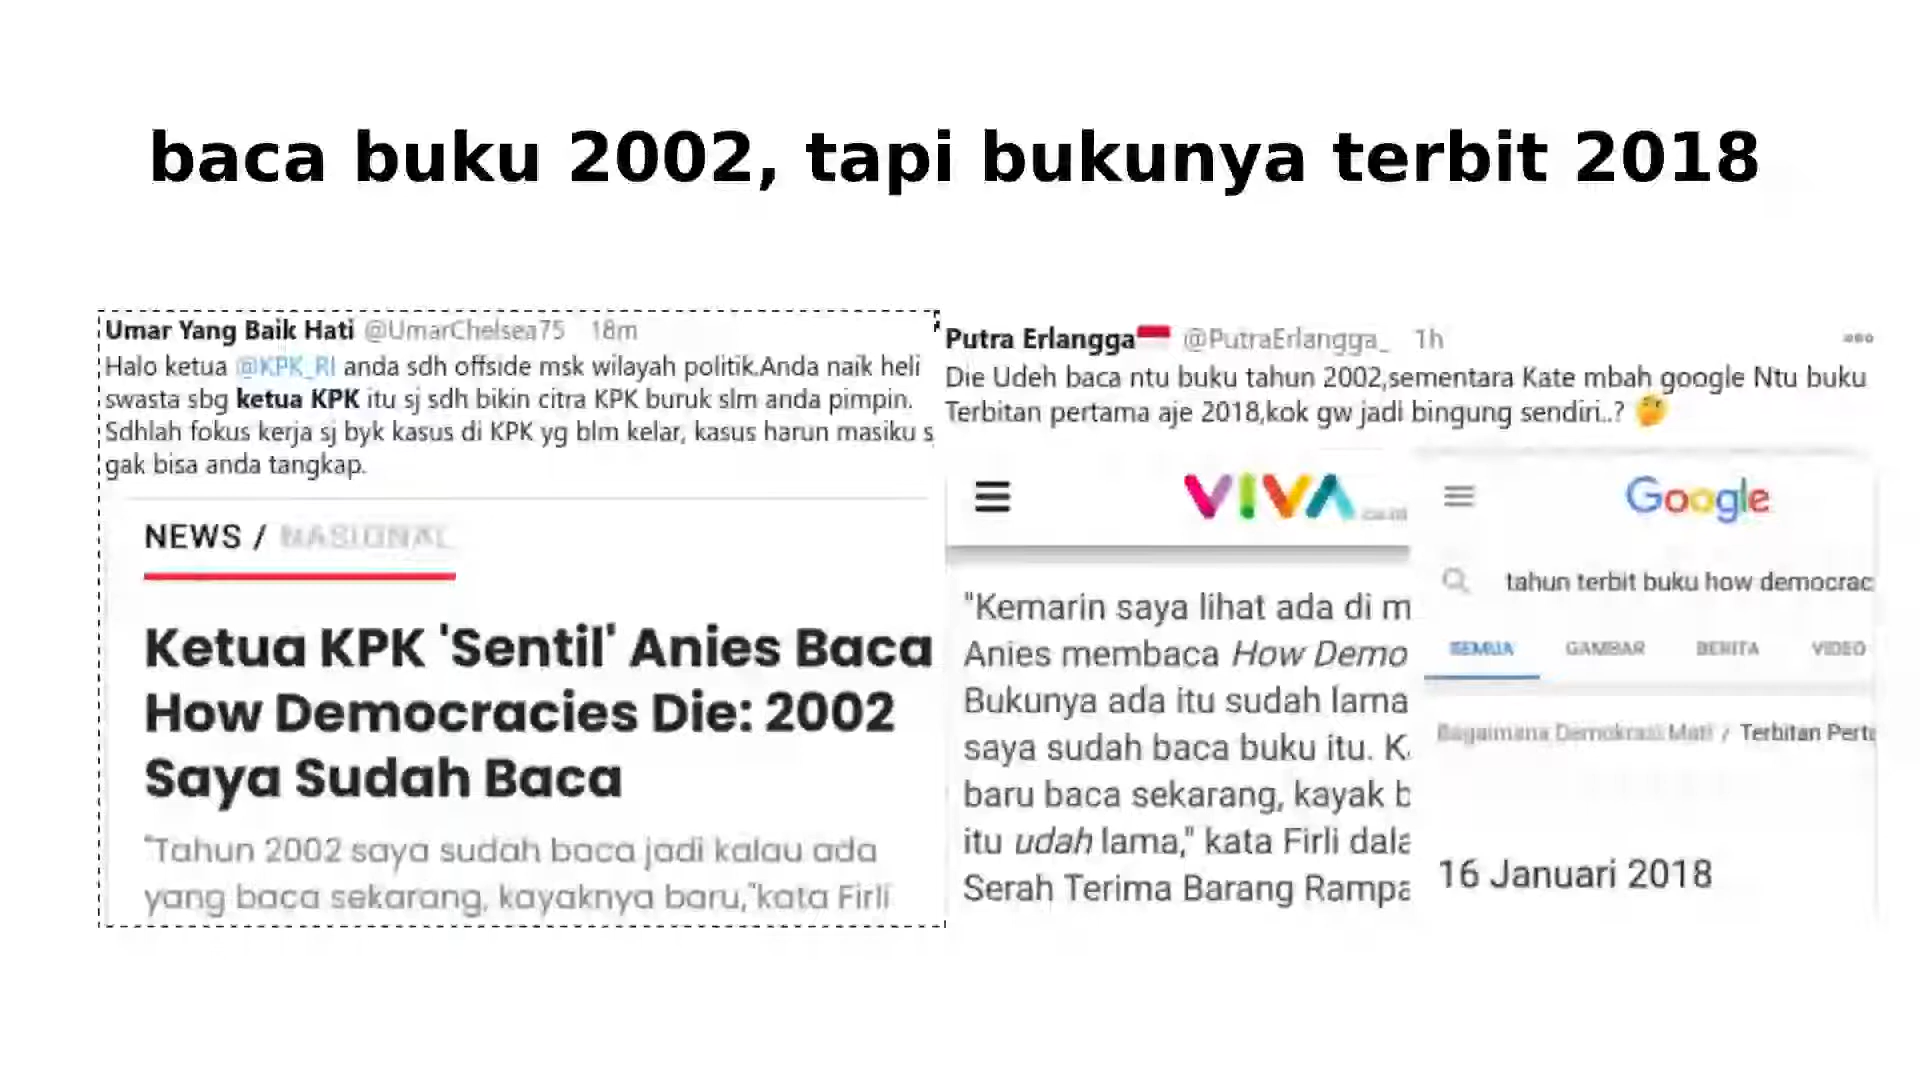 baca buku 2002, tapi bukunya terbit 2018
Umar Yang Baik Hati @UmarChelsea75 18m
Halo ketua @KPK_RI anda sdh offside msk wilayah politik.Anda naik heli
swasta sbg ketua KPK itu sj sdh bikin citra KPK buruk slm anda pimpin.
Sdhlah fokus kerja sj byk kasus di KPK yg blm kelar, kasus harun masiku s
gak bisa anda tangkap.
NEWS / NASIONAL
Ketua KPK 'Sentil' Anies Baca
How Democracies Die: 2002
Saya Sudah Baca
"Tahun 2002 saya sudah baca jadi kalau ada
yang baca sekarang, kayaknya baru,"kata Firli
Putra Erlangga @PutraErlangga_ 1h
Die Udeh baca ntu buku tahun 2002,sementara Kate mbah google Ntu buku
Terbitan pertama aje 2018,kok gw jadi bingung sendiri..?
VIVA.co.id
"Kemarin saya lihat ada di m
Anies membaca How Demo
Bukunya ada itu sudah lama
saya sudah baca buku itu. K
baru baca sekarang, kayak b
itu udah lama," kata Firli dala
Serah Terima Barang Rampa
Google
tahun terbit buku how democrac
SEMUA GAMBAR BERITA VIDEO
Bagaimana Demokrasi Mati / Terbitan Perta
16 Januari 2018